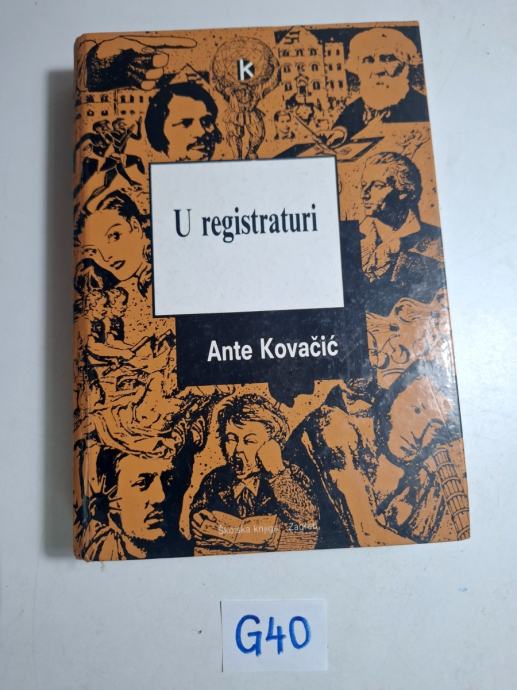 K
U registraturi
Ante Kovačić
Školska knjiga, Zagreb
G40